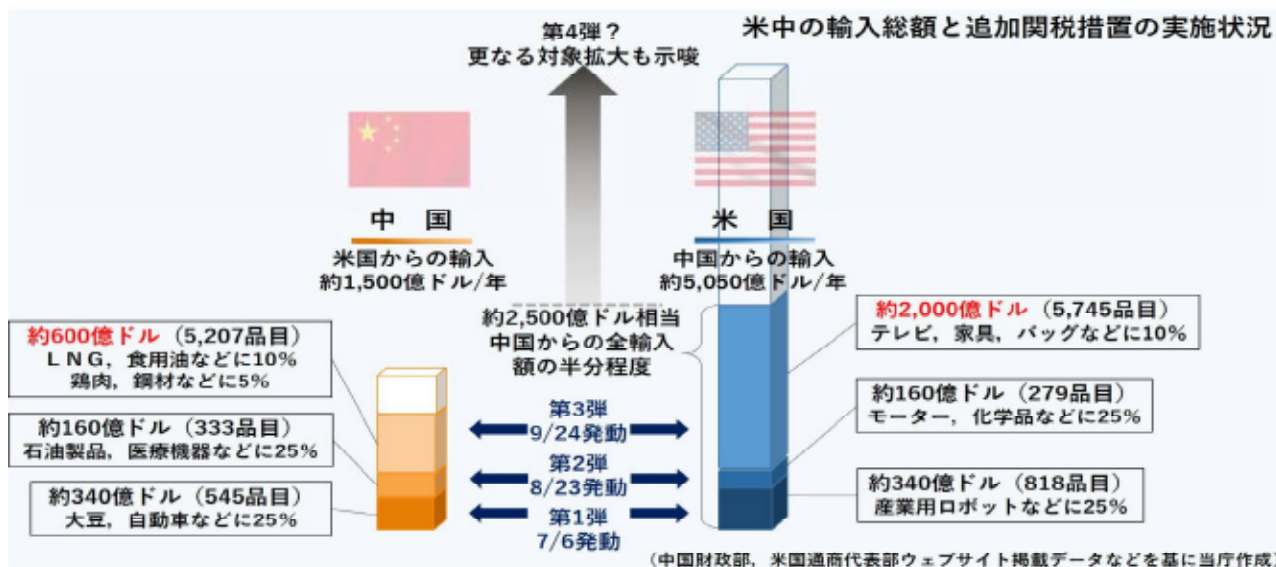 米中の輸入総額と追加関税措置の実施状況
第4弾？
更なる対象拡大も示唆
中　国
米国からの輸入
約1,500億ドル/年
米　国
中国からの輸入
約5,050億ドル/年
約2,500億ドル相当
中国からの全輸入
額の半分程度
約600億ドル（5,207品目）
ＬＮＧ，食用油などに10%
鶏肉，鋼材などに5%
約160億ドル（333品目）
石油製品，医療機器などに25%
約340億ドル（545品目）
大豆，自動車などに25%
第3弾
9/24発動
第2弾
8/23発動
第1弾
7/6発動
約2,000億ドル（5,745品目）
テレビ，家具，バッグなどに10%
約160億ドル（279品目）
モーター，化学品などに25%
約340億ドル（818品目）
産業用ロボットなどに25%
（中国財政部，米国通商代表部ウェブサイト掲載データなどを基に当庁作成）